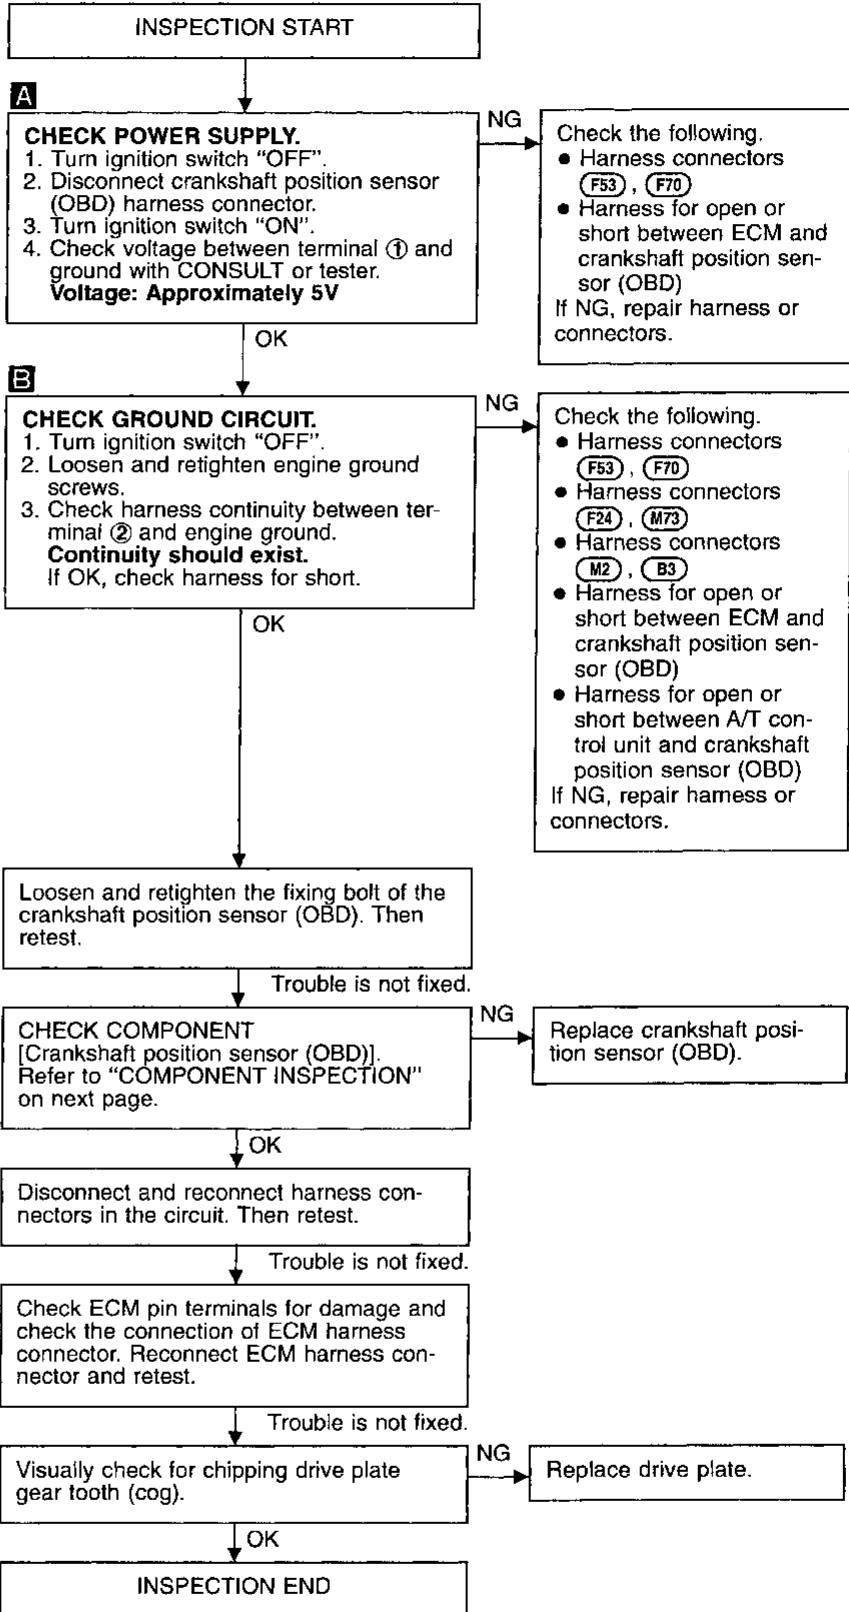 INSPECTION START
A
CHECK POWER SUPPLY.
1. Turn ignition switch “OFF”.
2. Disconnect crankshaft position sensor
(OBD) harness connector.
3. Turn ignition switch “ON”.
4. Check voltage between terminal ① and
ground with CONSULT or tester.
Voltage: Approximately 5V
NG
Check the following.
● Harness connectors
F53 , F70
● Harness for open or
short between ECM and
crankshaft position sen-
sor (OBD)
If NG, repair harness or
connectors.
OK
B
CHECK GROUND CIRCUIT.
1. Turn ignition switch “OFF”.
2. Loosen and retighten engine ground
screws.
3. Check harness continuity between ter-
minal ② and engine ground.
Continuity should exist.
If OK, check harness for short.
NG
Check the following.
● Harness connectors
F53 , F70
● Harness connectors
F24 , M73
● Harness connectors
M2 , B3
● Harness for open or
short between ECM and
crankshaft position sen-
sor (OBD)
● Harness for open or
short between A/T con-
trol unit and crankshaft
position sensor (OBD)
If NG, repair harness or
connectors.
OK
Loosen and retighten the fixing bolt of the
crankshaft position sensor (OBD). Then
retest.
Trouble is not fixed.
CHECK COMPONENT
[Crankshaft position sensor (OBD)].
Refer to “COMPONENT INSPECTION”
on next page.
NG
Replace crankshaft posi-
tion sensor (OBD).
OK
Disconnect and reconnect harness con-
nectors in the circuit. Then retest.
Trouble is not fixed.
Check ECM pin terminals for damage and
check the connection of ECM harness
connector. Reconnect ECM harness con-
nector and retest.
Trouble is not fixed.
Visually check for chipping drive plate
gear tooth (cog).
NG
Replace drive plate.
OK
INSPECTION END